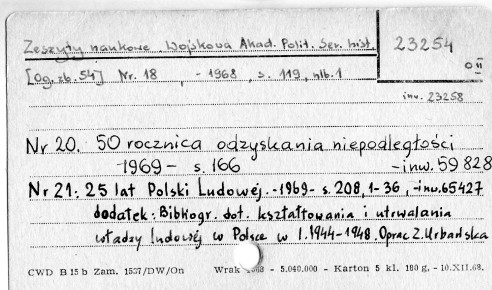 Zeszyty naukowe Wojskowa Akad. Polit. Ser. hist. 23254
O II
[Og. zb. 54] Nr. 18, - 1968, s. 119, nlb. 1
inw. 23258
Nr 20. 50 rocznica odzyskania niepodległości
1969 - s. 166 - inw. 59828
Nr 21: 25 lat Polski Ludowej. - 1969 - s. 208, 1-36, - inw. 65427
dodatek: Bibliogr. dot. kształtowania i utrwalania
władzy ludowej w Polsce w l. 1944-1948. Oprac. Z. Urbańska
CWD B 15 b Zam. 1537/DW/On Wrak 1968 - 5.040.000 - Karton 5 kl. 180 g. - 10.XII.68.